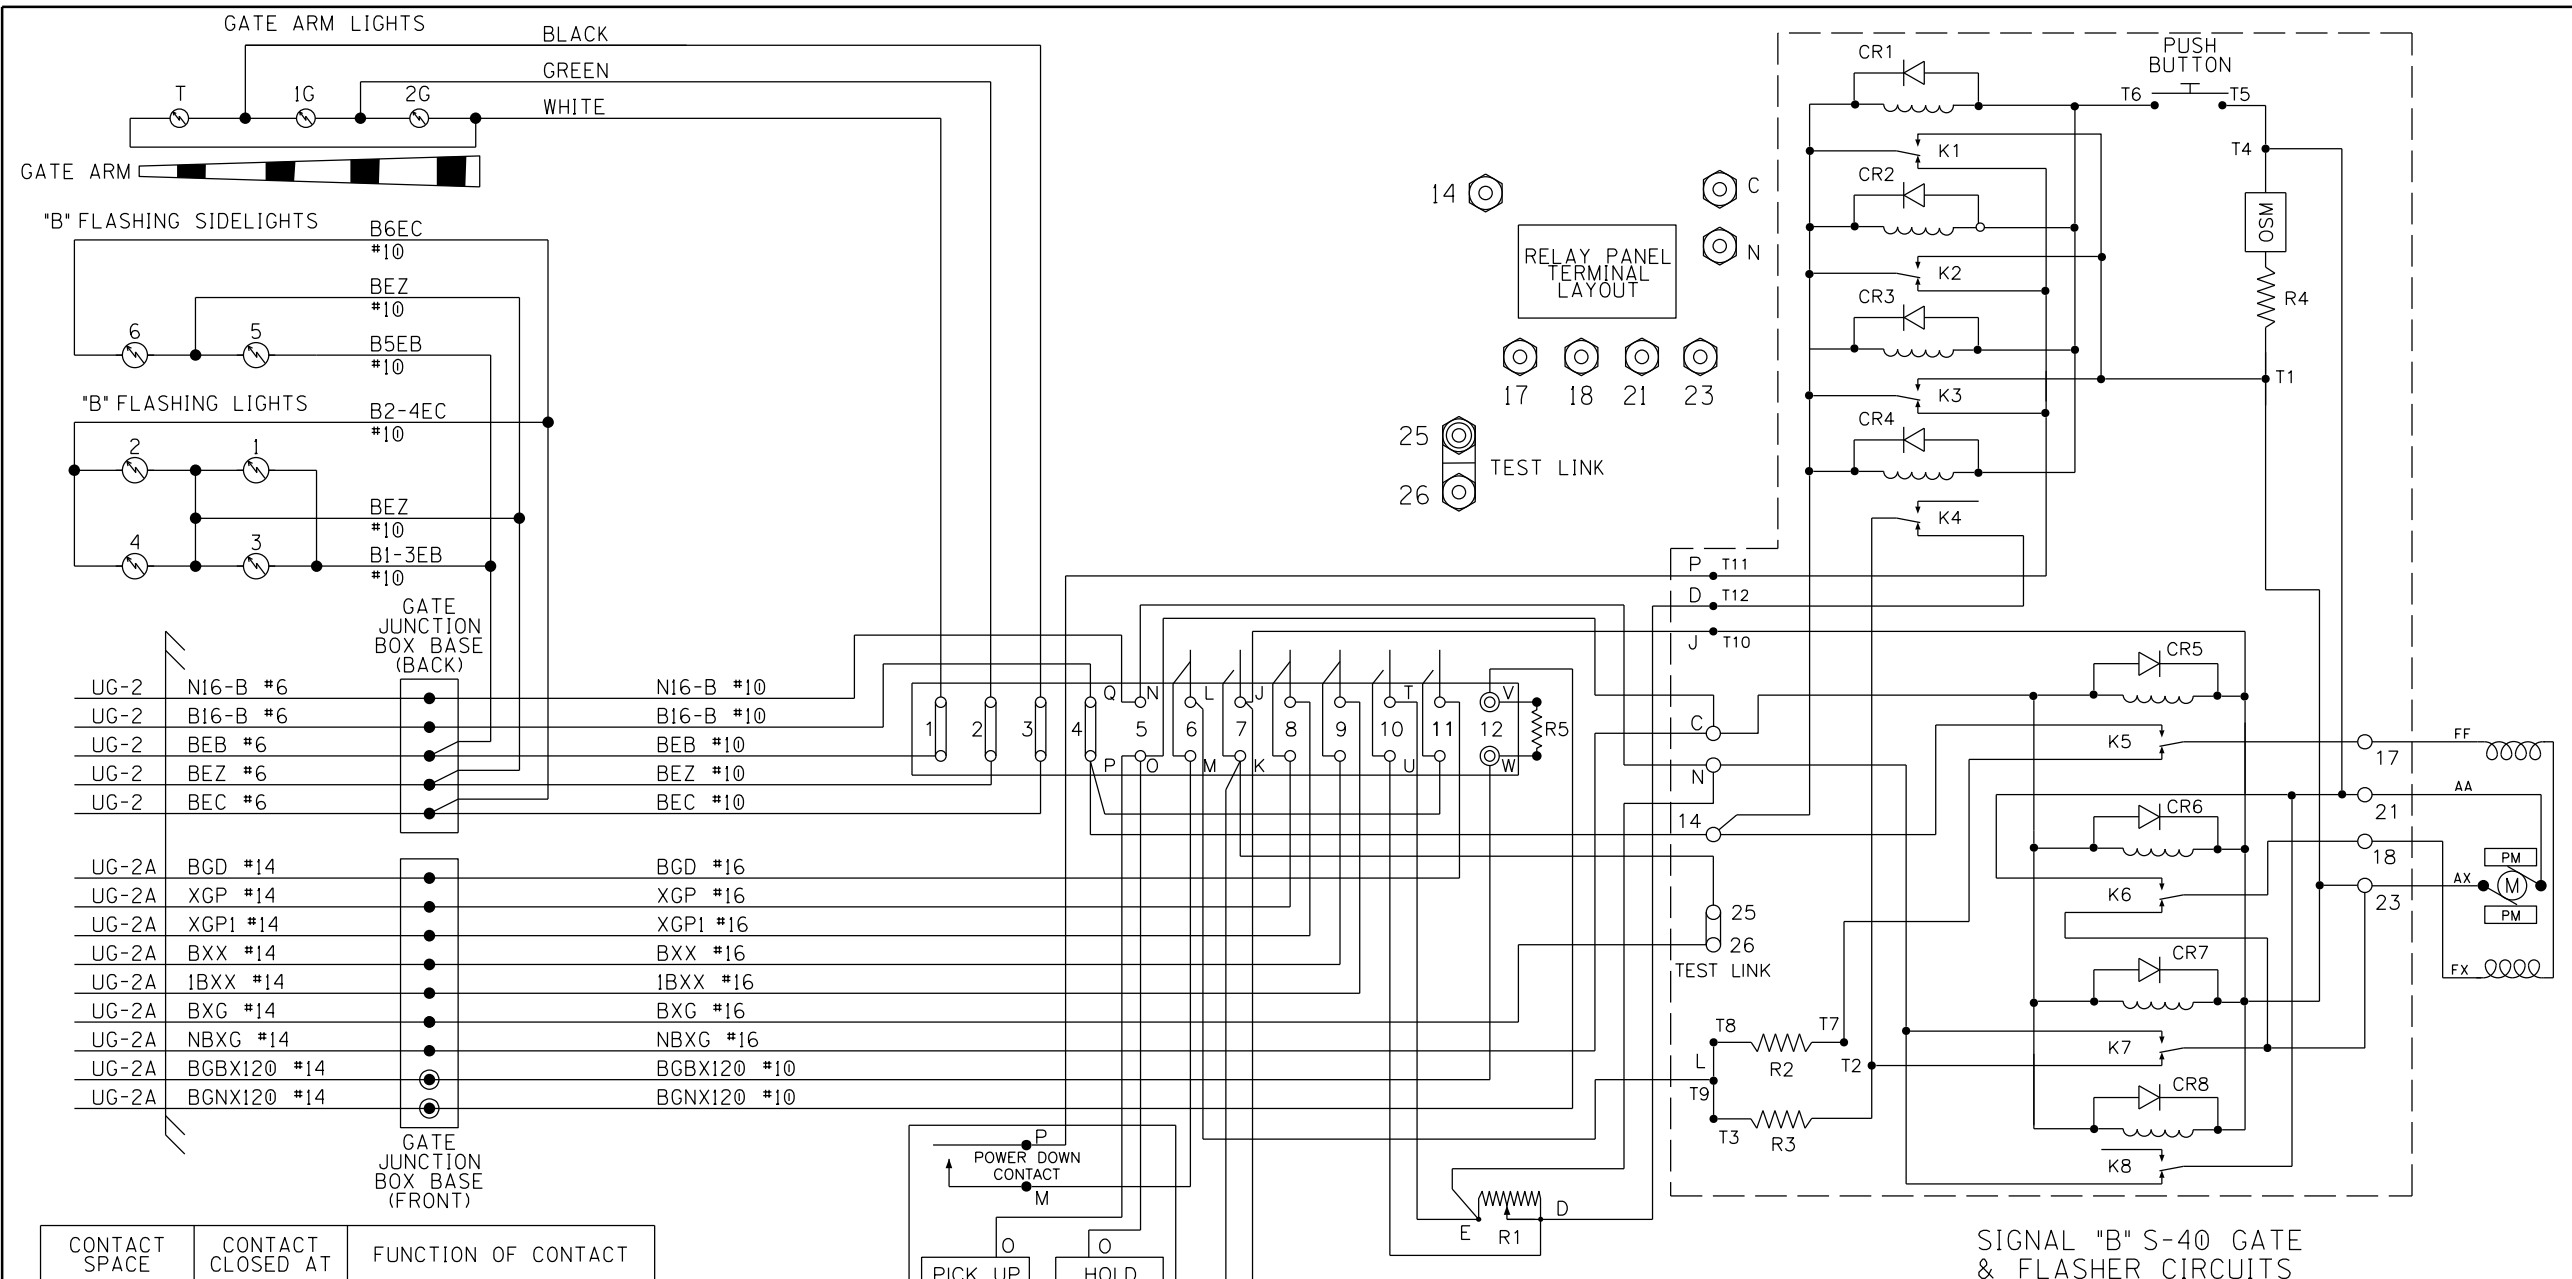 GATE ARM LIGHTS
BLACK
GREEN
WHITE
T
1G
2G
GATE ARM
"B" FLASHING SIDELIGHTS
B6EC
#10
BEZ
#10
6
5
B5EB
#10
"B" FLASHING LIGHTS
B2-4EC
#10
2
1
BEZ
#10
4
3
B1-3EB
#10
GATE
JUNCTION
BOX BASE
(BACK)
UG-2 N16-B #6 N16-B #10
UG-2 B16-B #6 B16-B #10
UG-2 BEB #6 BEB #10
UG-2 BEZ #6 BEZ #10
UG-2 BEC #6 BEC #10
UG-2A BGD #14 BGD #16
UG-2A XGP #14 XGP #16
UG-2A XGP1 #14 XGP1 #16
UG-2A BXX #14 BXX #16
UG-2A 1BXX #14 1BXX #16
UG-2A BXG #14 BXG #16
UG-2A NBXG #14 NBXG #16
UG-2A BGBX120 #14 BGBX120 #10
UG-2A BGNX120 #14 BGNX120 #10
GATE
JUNCTION
BOX BASE
(FRONT)
CONTACT
SPACE
CONTACT
CLOSED AT
FUNCTION OF CONTACT
Q N L J T V
1 2 3 4 5 6 7 8 9 10 11 12 R5
P O M K U W
P
POWER DOWN
CONTACT
M
O
O
PICK UP
HOLD
E
R1
D
14
C
N
RELAY PANEL
TERMINAL
LAYOUT
17 18 21 23
25
26
TEST LINK
CR1
PUSH
BUTTON
T6
T5
K1
T4
CR2
OSM
K2
R4
CR3
T1
K3
CR4
K4
P T11
D T12
J T10
C
N
14
25
26
TEST LINK
T8
T7
R2
L
T2
T9
T3
R3
CR5
K5
17
FF
CR6
21
AA
18
K6
23
AX
PM
M
PM
FX
CR7
K7
CR8
K8
SIGNAL "B" S-40 GATE
& FLASHER CIRCUITS